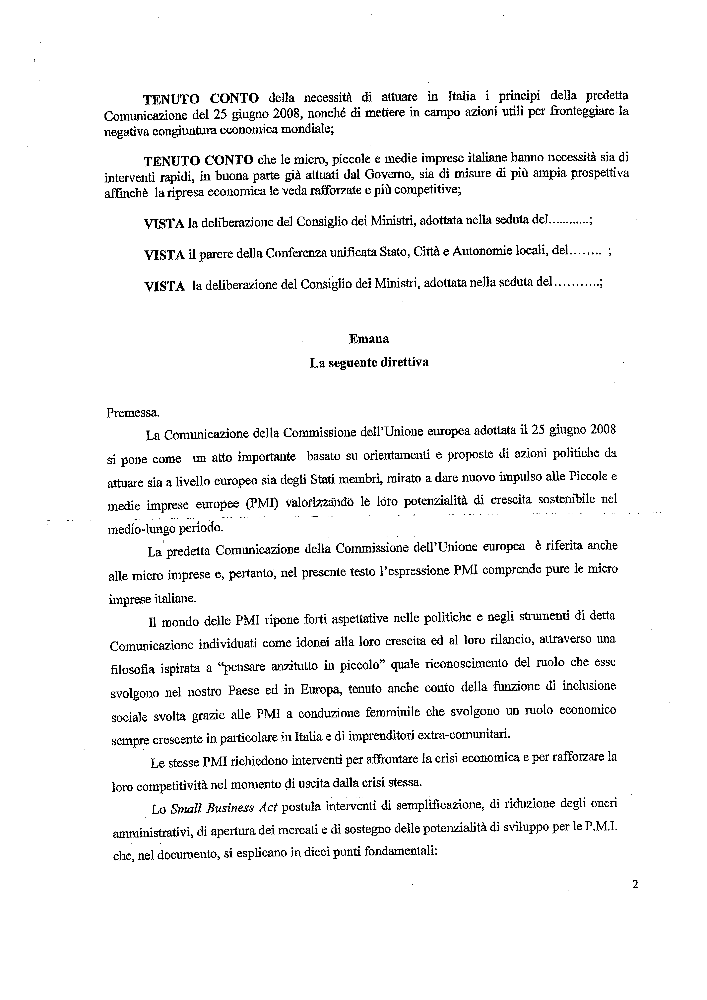 TENUTO CONTO della necessità di attuare in Italia i principi della predetta
Comunicazione del 25 giugno 2008, nonché di mettere in campo azioni utili per fronteggiare la
negativa congiuntura economica mondiale;
TENUTO CONTO che le micro, piccole e medie imprese italiane hanno necessità sia di
interventi rapidi, in buona parte già attuati dal Governo, sia di misure di più ampia prospettiva
affinchè la ripresa economica le veda rafforzate e più competitive;
VISTA la deliberazione del Consiglio dei Ministri, adottata nella seduta del............;
VISTA il parere della Conferenza unificata Stato, Città e Autonomie locali, del........ ;
VISTA la deliberazione del Consiglio dei Ministri, adottata nella seduta del............;
Emana
La seguente direttiva
Premessa.
La Comunicazione della Commissione dell'Unione europea adottata il 25 giugno 2008
si pone come un atto importante basato su orientamenti e proposte di azioni politiche da
attuare sia a livello europeo sia degli Stati membri, mirato a dare nuovo impulso alle Piccole e
medie imprese europee (PMI) valorizzando le loro potenzialità di crescita sostenibile nel
medio-lungo periodo.
La predetta Comunicazione della Commissione dell'Unione europea è riferita anche
alle micro imprese e, pertanto, nel presente testo l'espressione PMI comprende pure le micro
imprese italiane.
Il mondo delle PMI ripone forti aspettative nelle politiche e negli strumenti di detta
Comunicazione individuati come idonei alla loro crescita ed al loro rilancio, attraverso una
filosofia ispirata a “pensare anzitutto in piccolo” quale riconoscimento del ruolo che esse
svolgono nel nostro Paese ed in Europa, tenuto anche conto della funzione di inclusione
sociale svolta grazie alle PMI a conduzione femminile che svolgono un ruolo economico
sempre crescente in particolare in Italia e di imprenditori extra-comunitari.
Le stesse PMI richiedono interventi per affrontare la crisi economica e per rafforzare la
loro competitività nel momento di uscita dalla crisi stessa.
Lo Small Business Act postula interventi di semplificazione, di riduzione degli oneri
amministrativi, di apertura dei mercati e di sostegno delle potenzialità di sviluppo per le P.M.I.
che, nel documento, si esplicano in dieci punti fondamentali:
2